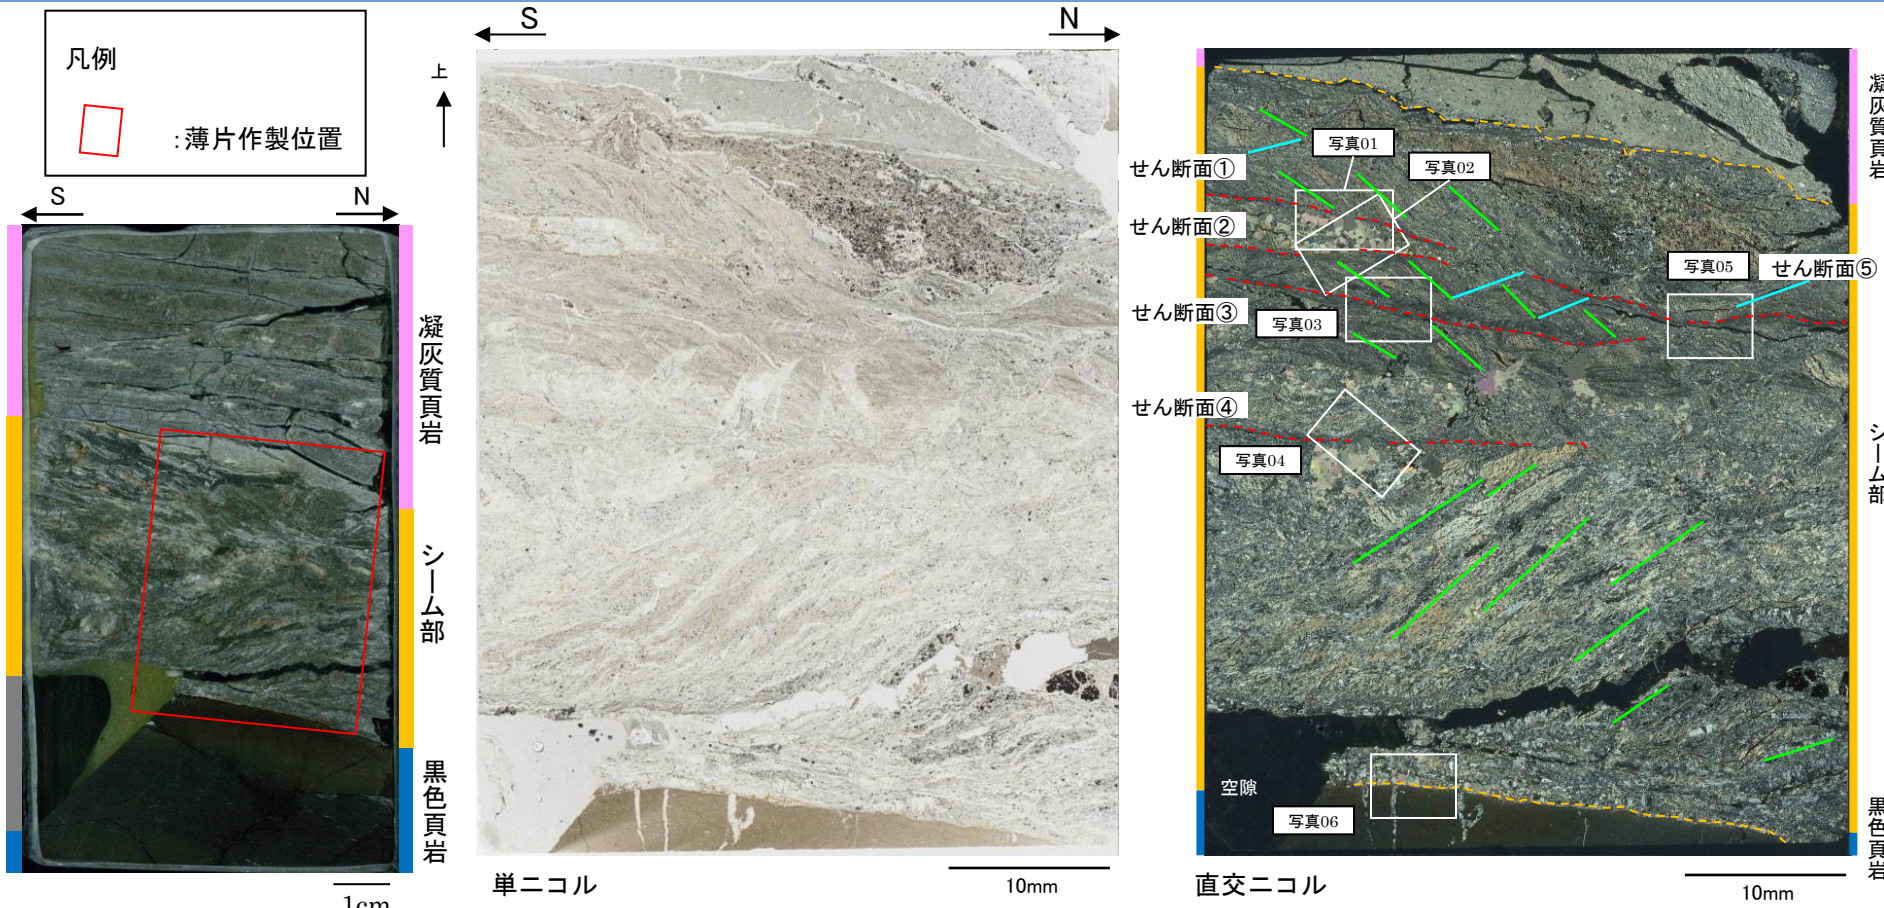 凡例
:薄片作製位置
S
N
凝灰質頁岩
シーム部
黒色頁岩
1cm
上
S
N
単ニコル
10mm
せん断面①
せん断面②
せん断面③
せん断面④
せん断面⑤
写真01
写真02
写真03
写真04
写真05
写真06
空隙
凝灰質頁岩
シーム部
黒色頁岩
直交ニコル
10mm